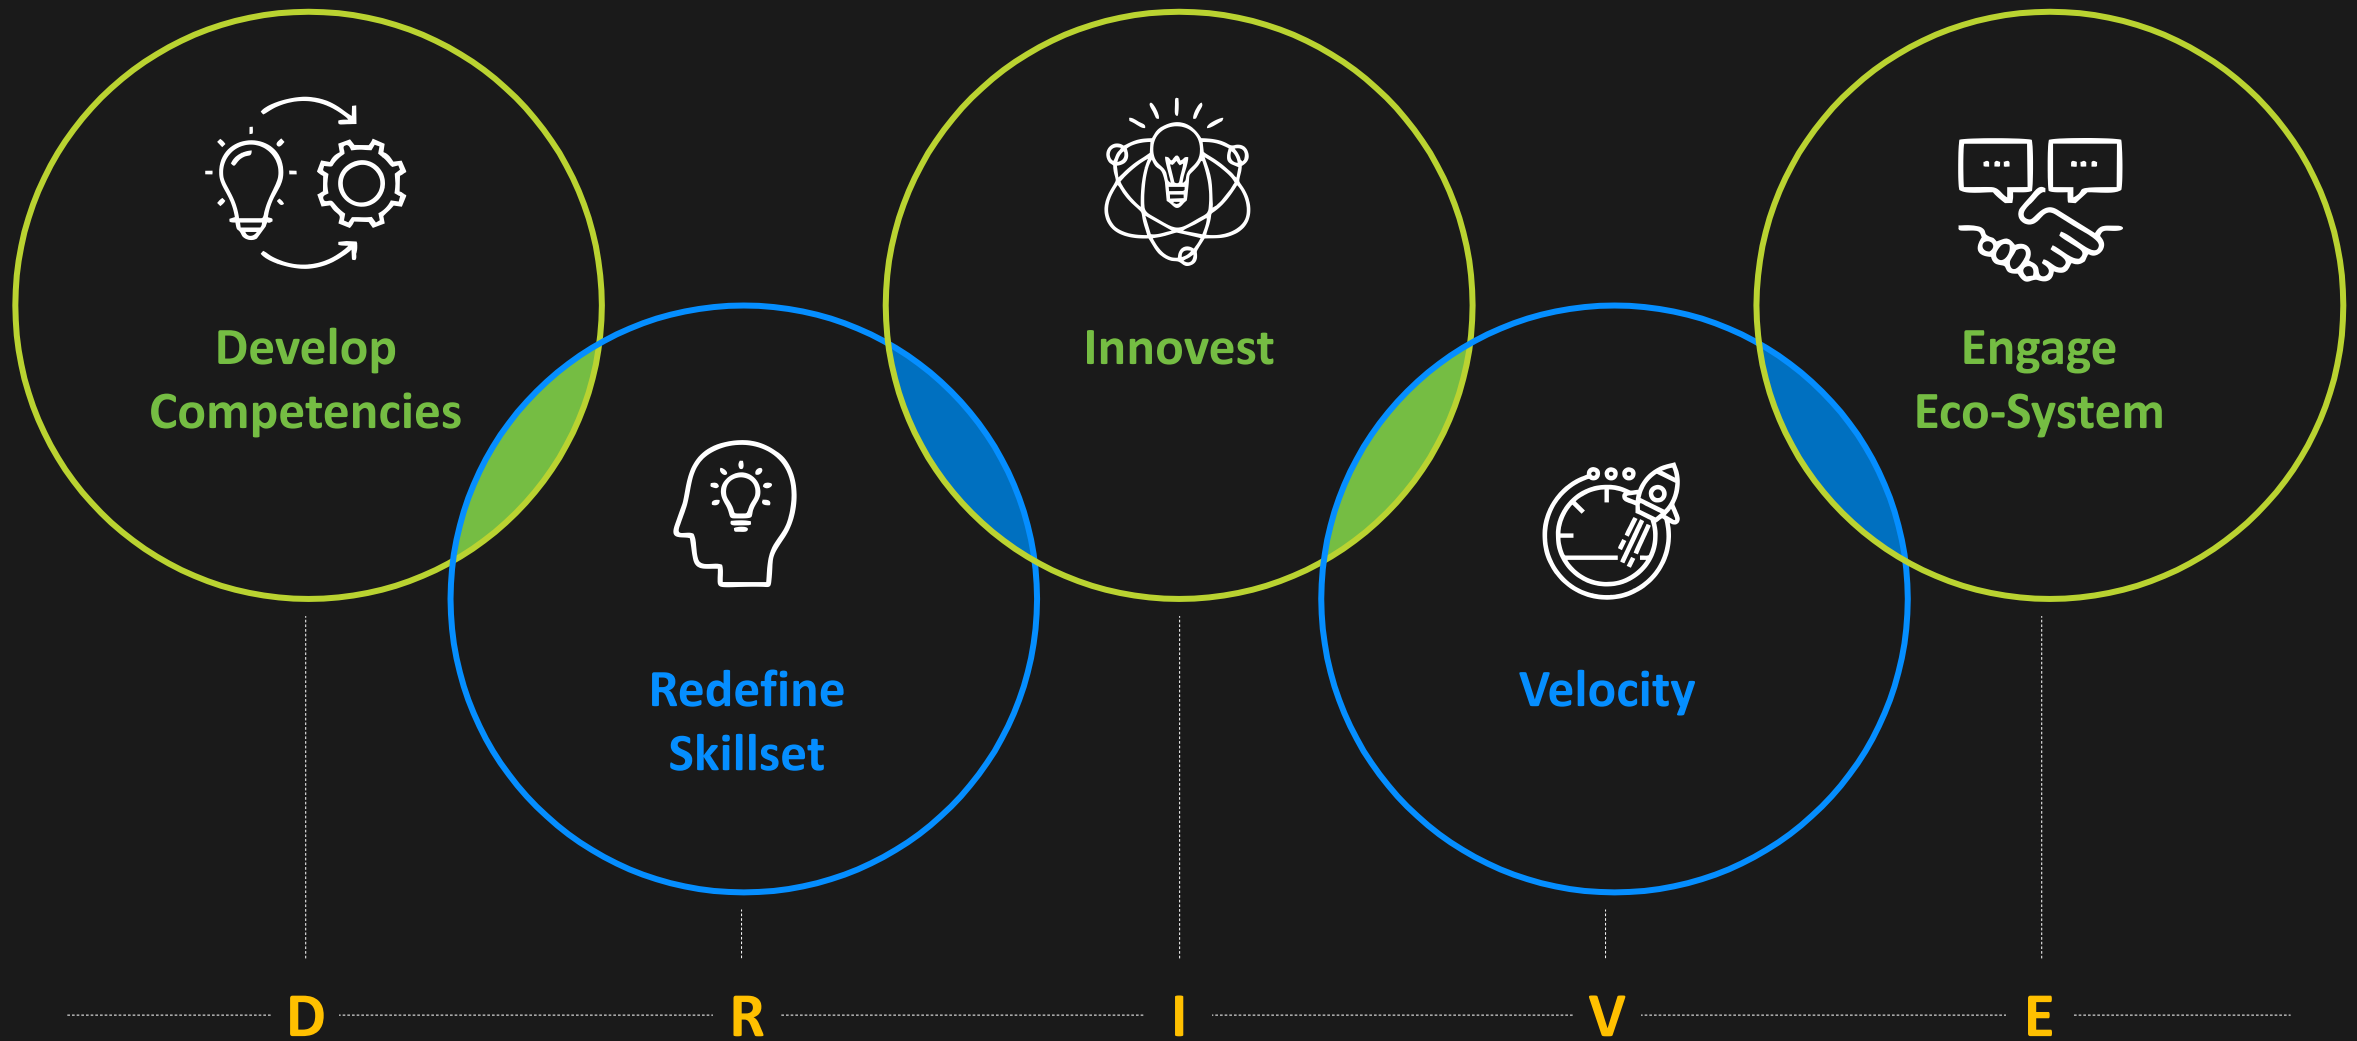 Develop
Competencies
Innovest
Engage
Eco-System
Redefine
Skillset
Velocity
D R I V E